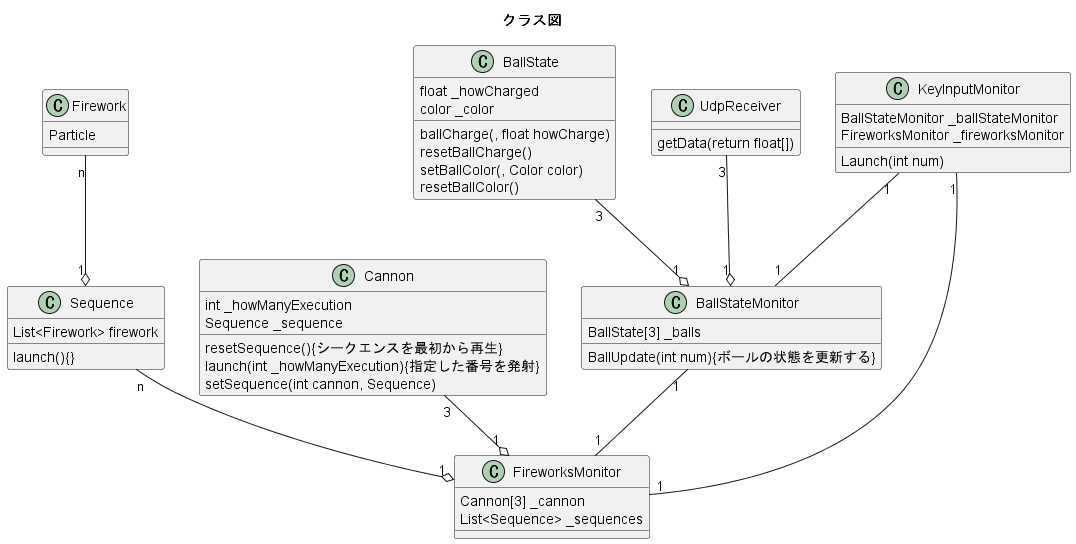 クラス図
C BallState
float _howCharged
color _color
ballCharge(, float howCharge)
resetBallCharge()
setBallColor(, Color color)
resetBallColor()
C KeyInputMonitor
BallStateMonitor _ballStateMonitor
FireworksMonitor _fireworksMonitor
Launch(int num)
C Firework
Particle
C UdpReceiver
getData(return float[])
n
3
3
1
1
1
1
1
1
C Sequence
List<Firework> firework
launch(){}
C Cannon
int _howManyExecution
Sequence _sequence
resetSequence(){シークエンスを最初から再生}
launch(int _howManyExecution){指定した番号を発射}
setSequence(int cannon, Sequence)
C BallStateMonitor
BallState[3] _balls
BallUpdate(int num){ボールの状態を更新する}
n
3
1
1
1
1
1
C FireworksMonitor
Cannon[3] _cannon
List<Sequence> _sequences